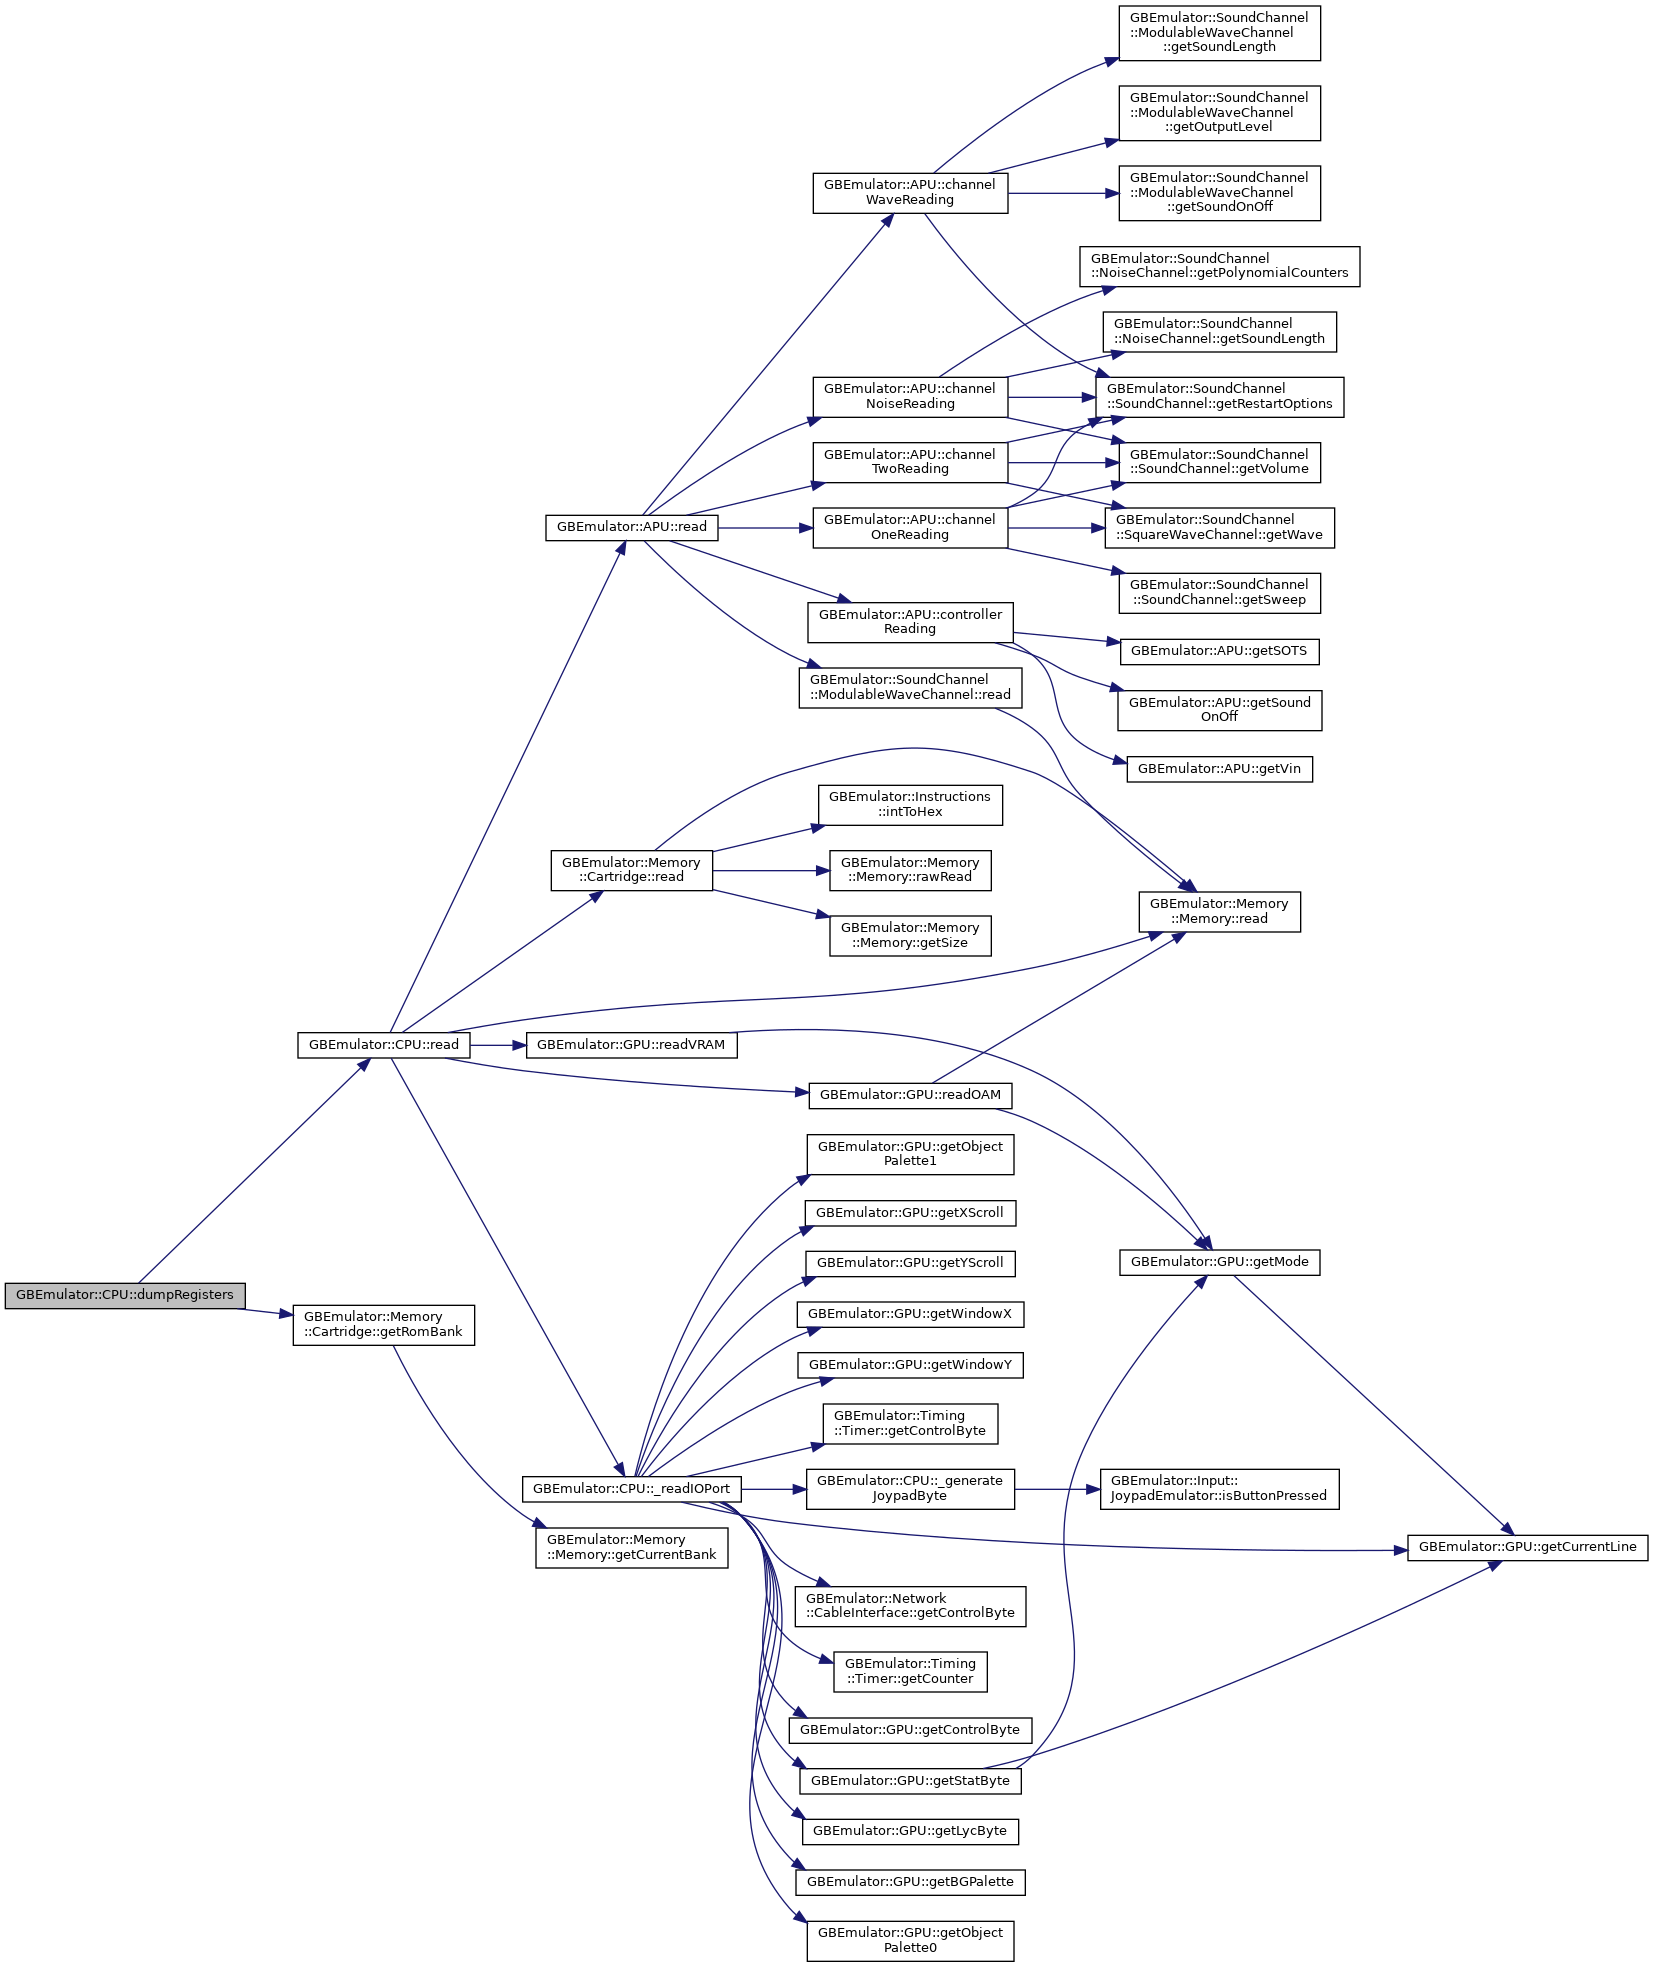 GBEmulator::SoundChannel
::ModulableWaveChannel
::getSoundLength
GBEmulator::SoundChannel
::ModulableWaveChannel
::getOutputLevel
GBEmulator::SoundChannel
::ModulableWaveChannel
::getSoundOnOff
GBEmulator::APU::channel
WaveReading
GBEmulator::SoundChannel
::NoiseChannel::getPolynomialCounters
GBEmulator::SoundChannel
::NoiseChannel::getSoundLength
GBEmulator::APU::channel
NoiseReading
GBEmulator::SoundChannel
::SoundChannel::getRestartOptions
GBEmulator::APU::channel
TwoReading
GBEmulator::SoundChannel
::SoundChannel::getVolume
GBEmulator::APU::read
GBEmulator::APU::channel
OneReading
GBEmulator::SoundChannel
::SquareWaveChannel::getWave
GBEmulator::SoundChannel
::SoundChannel::getSweep
GBEmulator::APU::controller
Reading
GBEmulator::APU::getSOTS
GBEmulator::SoundChannel
::ModulableWaveChannel::read
GBEmulator::APU::getSound
OnOff
GBEmulator::APU::getVin
GBEmulator::Instructions
::intToHex
GBEmulator::Memory
::Cartridge::read
GBEmulator::Memory
::Memory::rawRead
GBEmulator::Memory
::Memory::getSize
GBEmulator::Memory
::Memory::read
GBEmulator::CPU::read
GBEmulator::GPU::readVRAM
GBEmulator::GPU::readOAM
GBEmulator::GPU::getObject
Palette1
GBEmulator::GPU::getXScroll
GBEmulator::GPU::getYScroll
GBEmulator::GPU::getMode
GBEmulator::CPU::dumpRegisters
GBEmulator::Memory
::Cartridge::getRomBank
GBEmulator::GPU::getWindowX
GBEmulator::GPU::getWindowY
GBEmulator::Timing
::Timer::getControlByte
GBEmulator::CPU::_readIOPort
GBEmulator::CPU::_generate
JoypadByte
GBEmulator::Input::
JoypadEmulator::isButtonPressed
GBEmulator::Memory
::Memory::getCurrentBank
GBEmulator::GPU::getCurrentLine
GBEmulator::Network
::CableInterface::getControlByte
GBEmulator::Timing
::Timer::getCounter
GBEmulator::GPU::getControlByte
GBEmulator::GPU::getStatByte
GBEmulator::GPU::getLycByte
GBEmulator::GPU::getBGPalette
GBEmulator::GPU::getObject
Palette0